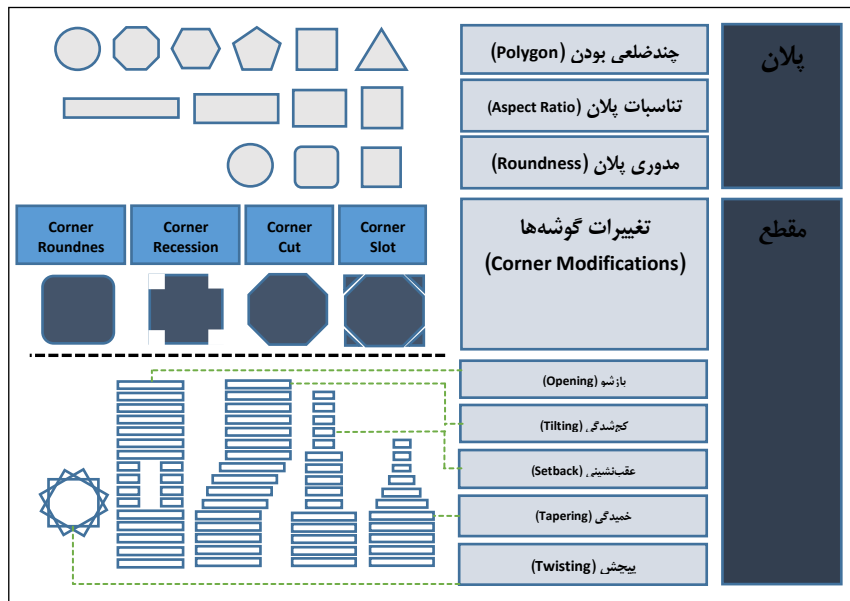 پلان
چندضلعی بودن (Polygon)
تناسبات پلان (Aspect Ratio)
مدوری پلان (Roundness)
مقطع
تغییرات گوشه‌ها
(Corner Modifications)
Corner
Slot
Corner
Cut
Corner
Recession
Corner
Roundnes
بازشو (Opening)
کج‌شدگی (Tilting)
عقب‌نشینی (Setback)
خمیدگی (Tapering)
پیچش (Twisting)